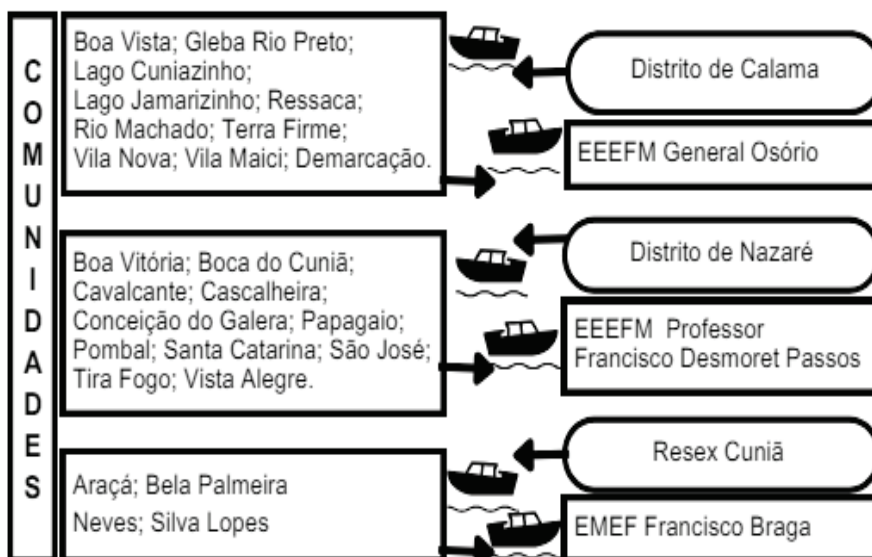 COMUNIDADES
Boa Vista; Gleba Rio Preto;
Lago Cuniazinho;
Lago Jamarizinho; Ressaca;
Rio Machado; Terra Firme;
Vila Nova; Vila Maici; Demarcação.
Distrito de Calama
EEEFM General Osório
Boa Vitória; Boca do Cuniã;
Cavalcante; Cascalheira;
Conceição do Galera; Papagaio;
Pombal; Santa Catarina; São José;
Tira Fogo; Vista Alegre.
Distrito de Nazaré
EEEFM Professor
Francisco Desmoret Passos
Araçá; Bela Palmeira
Neves; Silva Lopes
Resex Cuniã
EMEF Francisco Braga